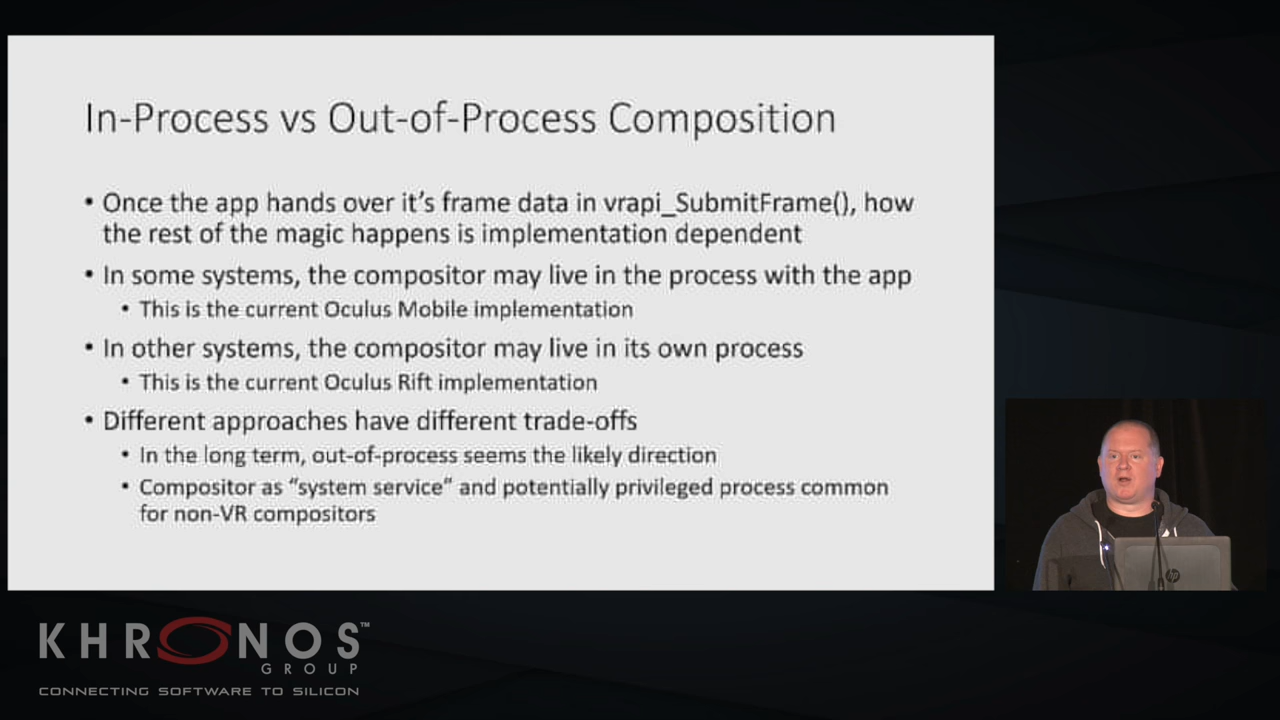 In-Process vs Out-of-Process Composition
• Once the app hands over it's frame data in vrapi_SubmitFrame(), how
the rest of the magic happens is implementation dependent
• In some systems, the compositor may live in the process with the app
• This is the current Oculus Mobile implementation
• In other systems, the compositor may live in its own process
• This is the current Oculus Rift implementation
• Different approaches have different trade-offs
• In the long term, out-of-process seems the likely direction
• Compositor as “system service” and potentially privileged process common
for non-VR compositors
hp
KHRONOS™
GROUP
CONNECTING SOFTWARE TO SILICON